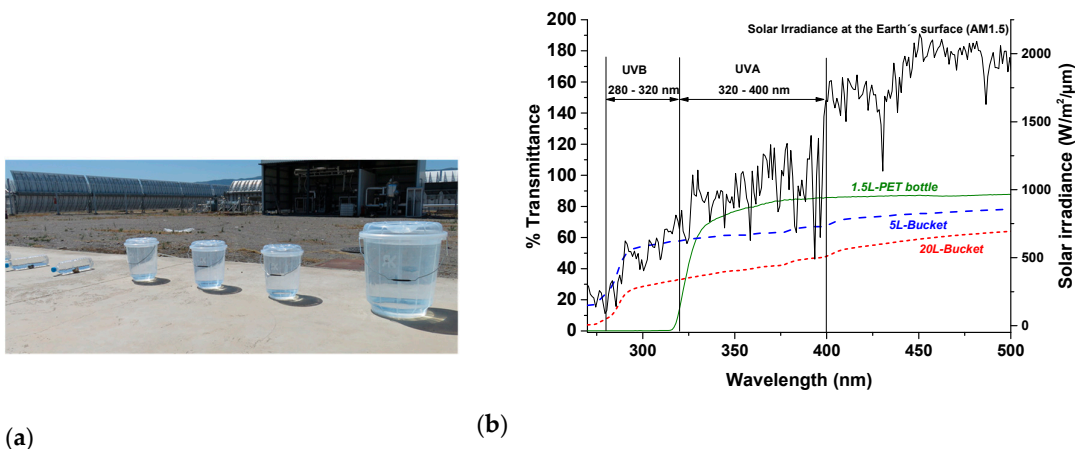 (a)
(b)
Solar Irradiance at the Earth´s surface (AM1.5)
UVB
280 - 320 nm
UVA
320 - 400 nm
1.5L-PET bottle
5L-Bucket
20L-Bucket
% Transmittance
200
180
160
140
120
100
80
60
40
20
0
300
350
400
450
500
Wavelength (nm)
2000
1500
1000
500
0
Solar irradiance (W/m²/µm)